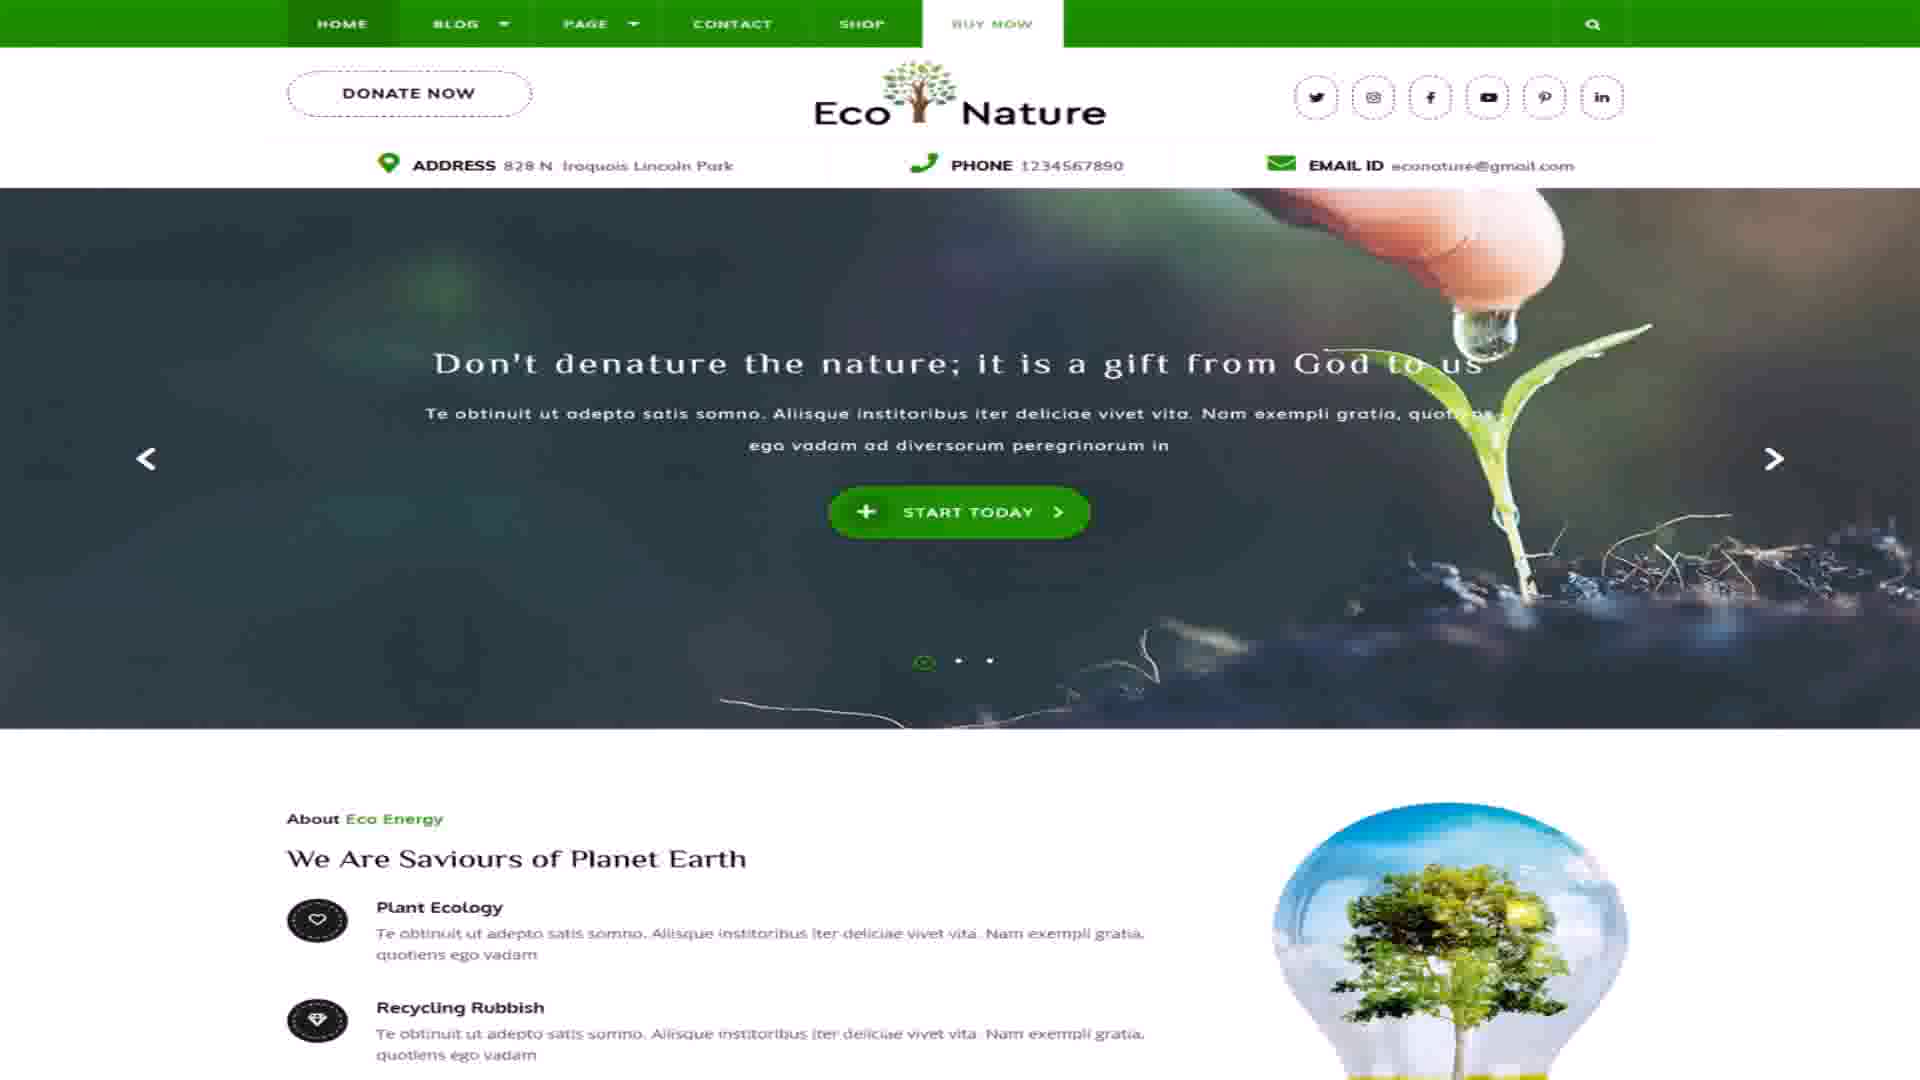 HOME BLOG PAGE CONTACT SHOP BUY NOW
DONATE NOW
Eco Nature
ADDRESS 828 N Iroquois Lincoln Park
PHONE 1234567890
EMAIL ID econature@gmail.com
Don't denature the nature; it is a gift from God to us
Te obtinuit ut adepto satis somno. Aliisque institoribus iter deliciae vivet vita. Nam exempli gratia, quotiens
ego vadam ad diversorum peregrinorum in
START TODAY
About Eco Energy
We Are Saviours of Planet Earth
Plant Ecology
Te obtinuit ut adepto satis somno. Aliisque institoribus iter deliciae vivet vita. Nam exempli gratia,
quotiens ego vadam
Recycling Rubbish
Te obtinuit ut adepto satis somno. Aliisque institoribus iter deliciae vivet vita. Nam exempli gratia,
quotiens ego vadam